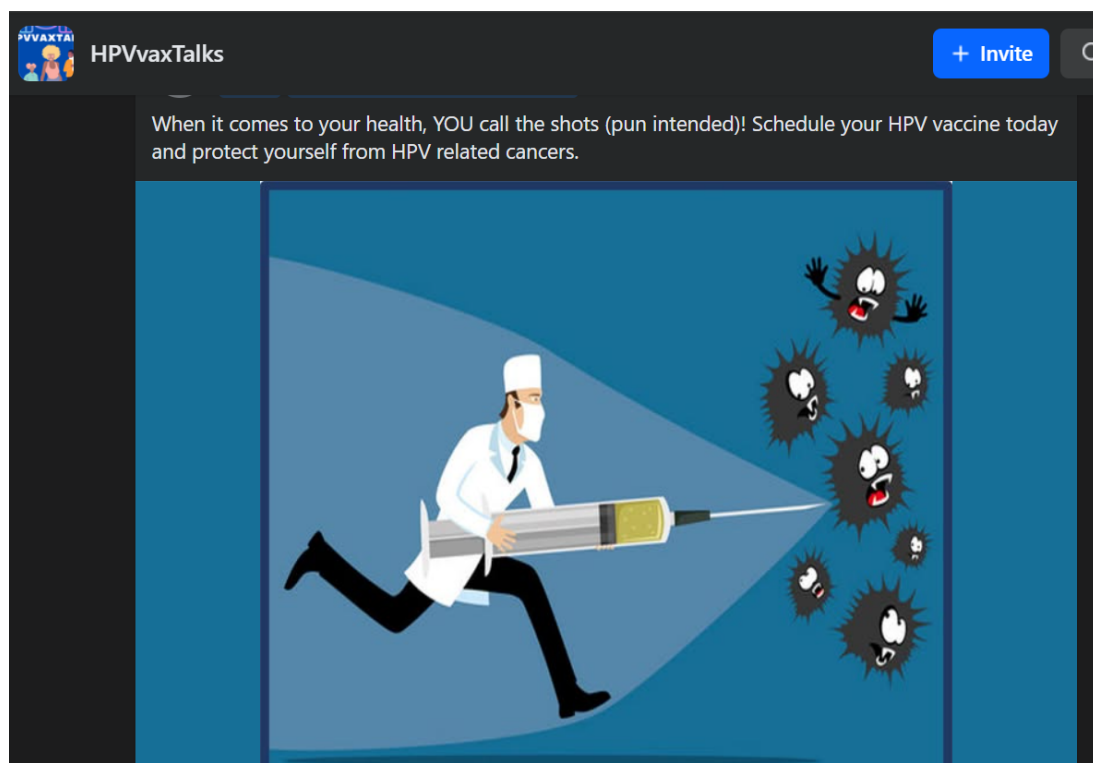 PVVAXTA
HPVvaxTalks
+ Invite
When it comes to your health, YOU call the shots (pun intended)! Schedule your HPV vaccine today
and protect yourself from HPV related cancers.